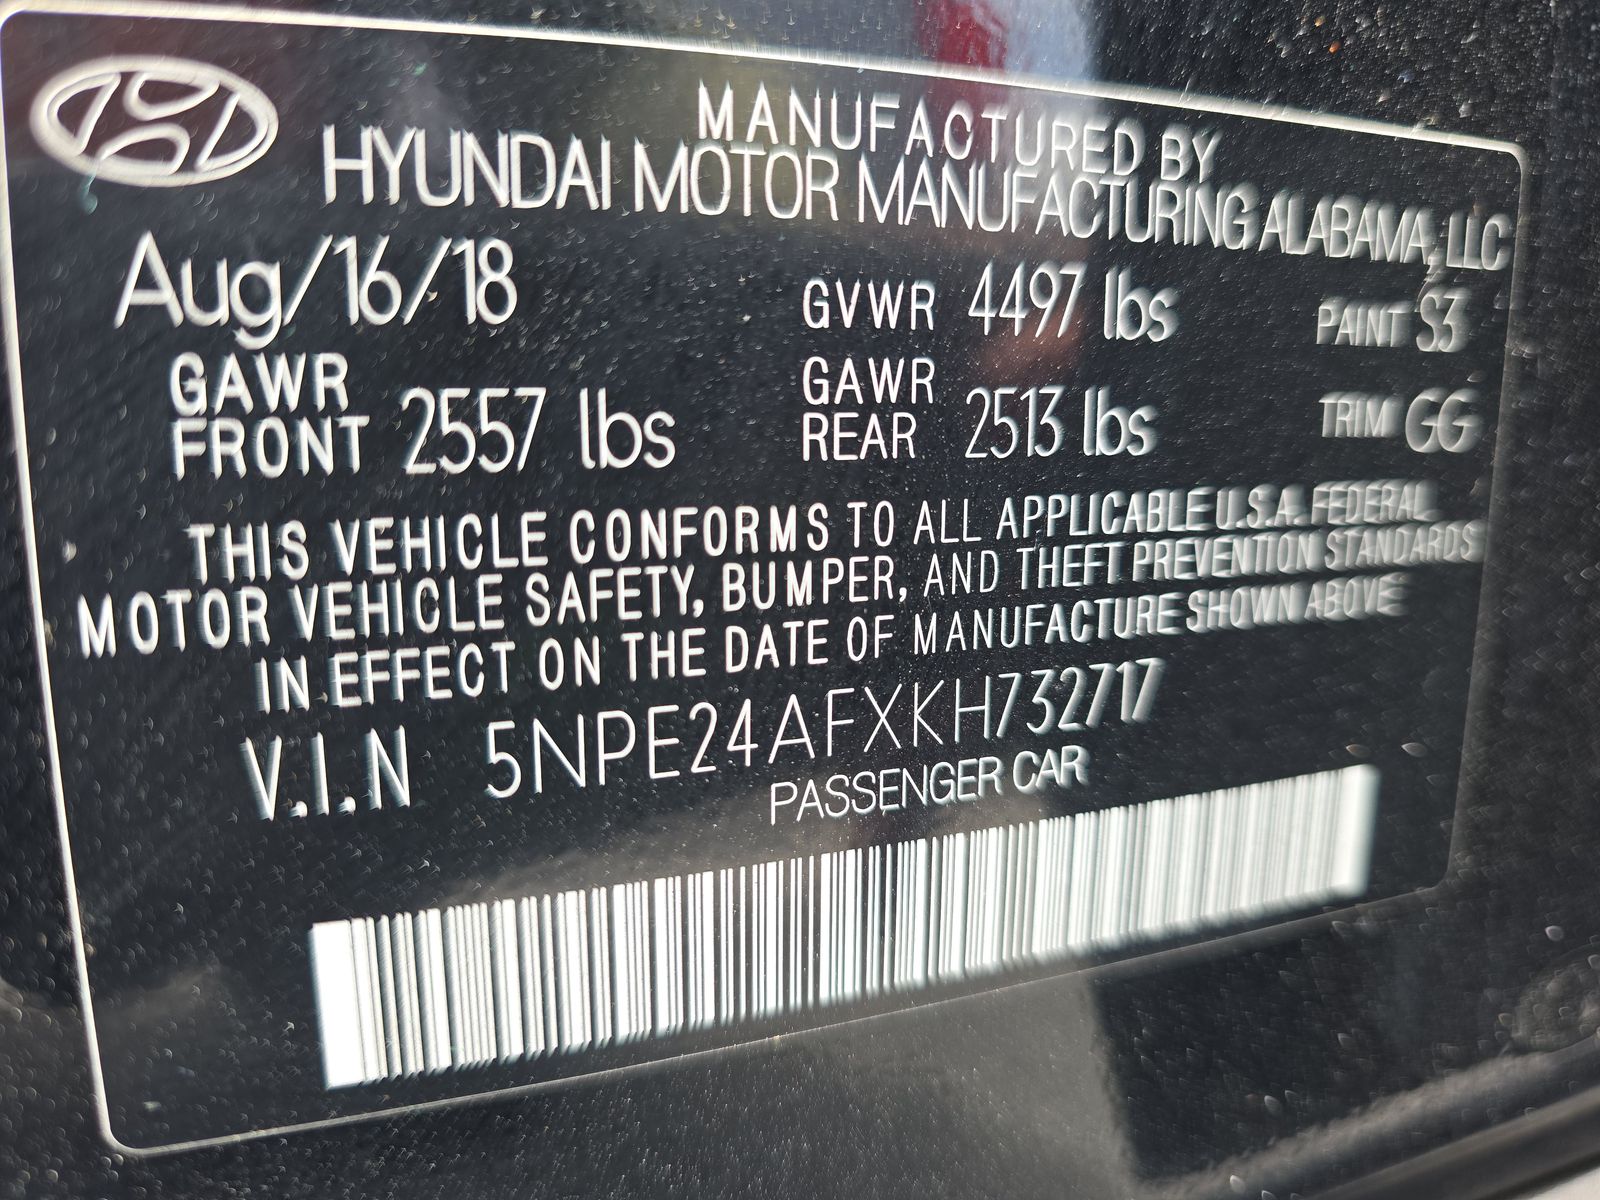 MANUFACTURED BY
HYUNDAI MOTOR MANUFACTURING ALABAMA, LLC
Aug/16/18 GVWR 4497 lbs PAINT S3
GAWR FRONT 2557 lbs GAWR REAR 2513 lbs TRIM GG
THIS VEHICLE CONFORMS TO ALL APPLICABLE U.S.A. FEDERAL
MOTOR VEHICLE SAFETY, BUMPER, AND THEFT PREVENTION STANDARDS
IN EFFECT ON THE DATE OF MANUFACTURE SHOWN ABOVE
V.I.N 5NPE24AFXKH732717
PASSENGER CAR